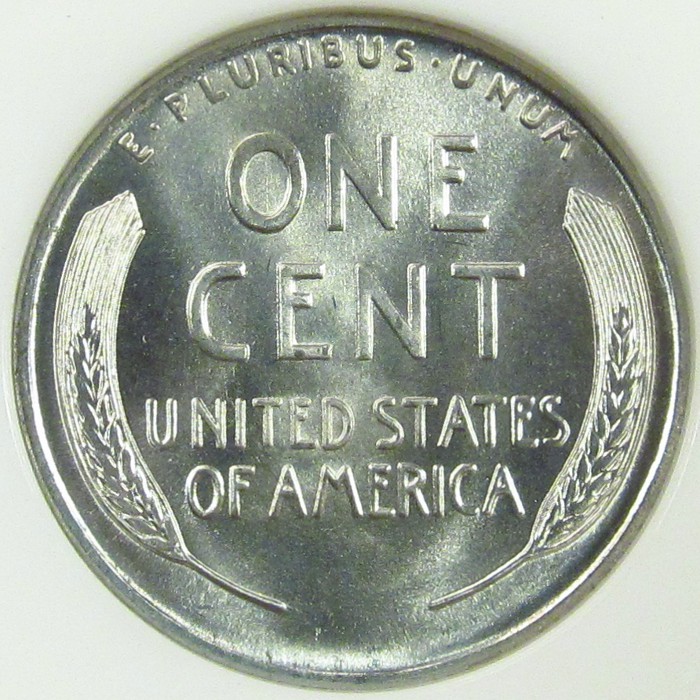 E·PLURIBUS·UNUM
ONE
CENT
UNITED STATES
OF AMERICA